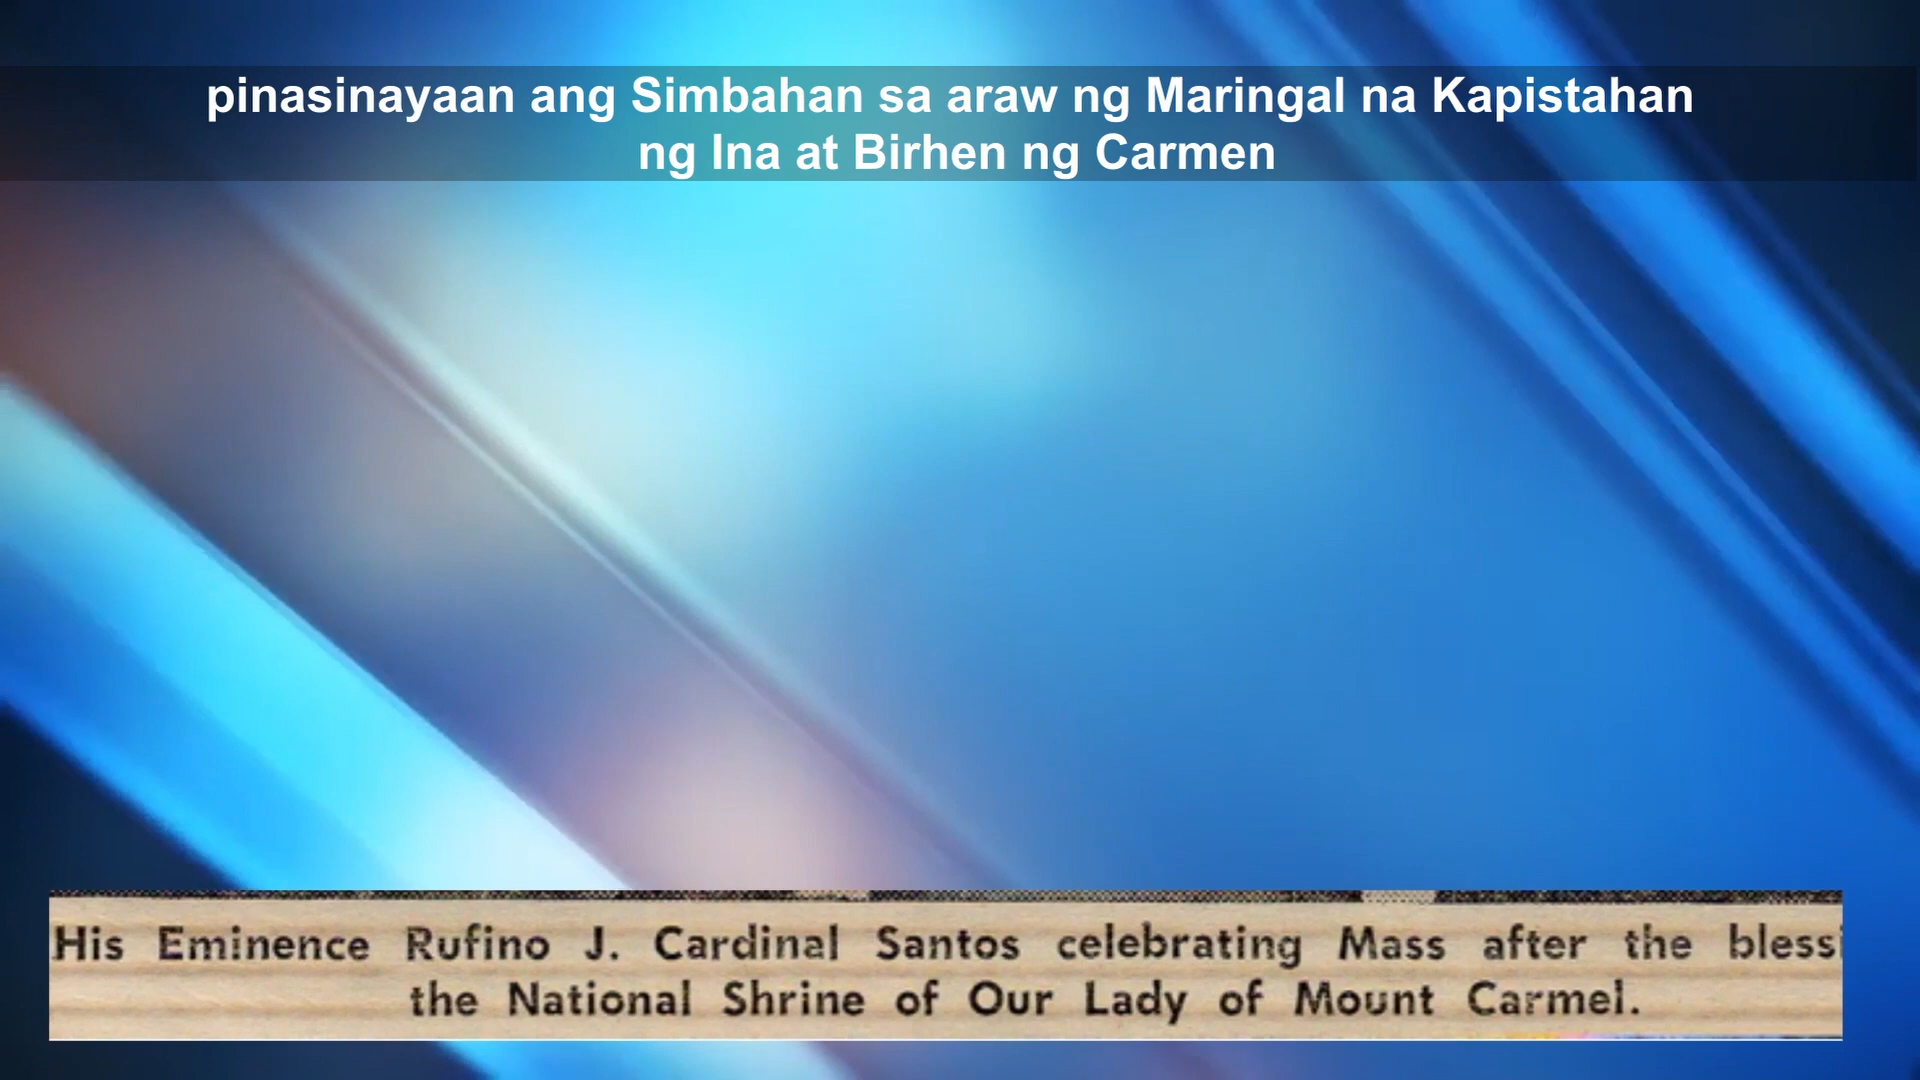 pinasinayaan ang Simbahan sa araw ng Maringal na Kapistahan
ng Ina at Birhen ng Carmen
His Eminence Rufino J. Cardinal Santos celebrating Mass after the
the National Shrine of Our Lady of Mount Carmel.